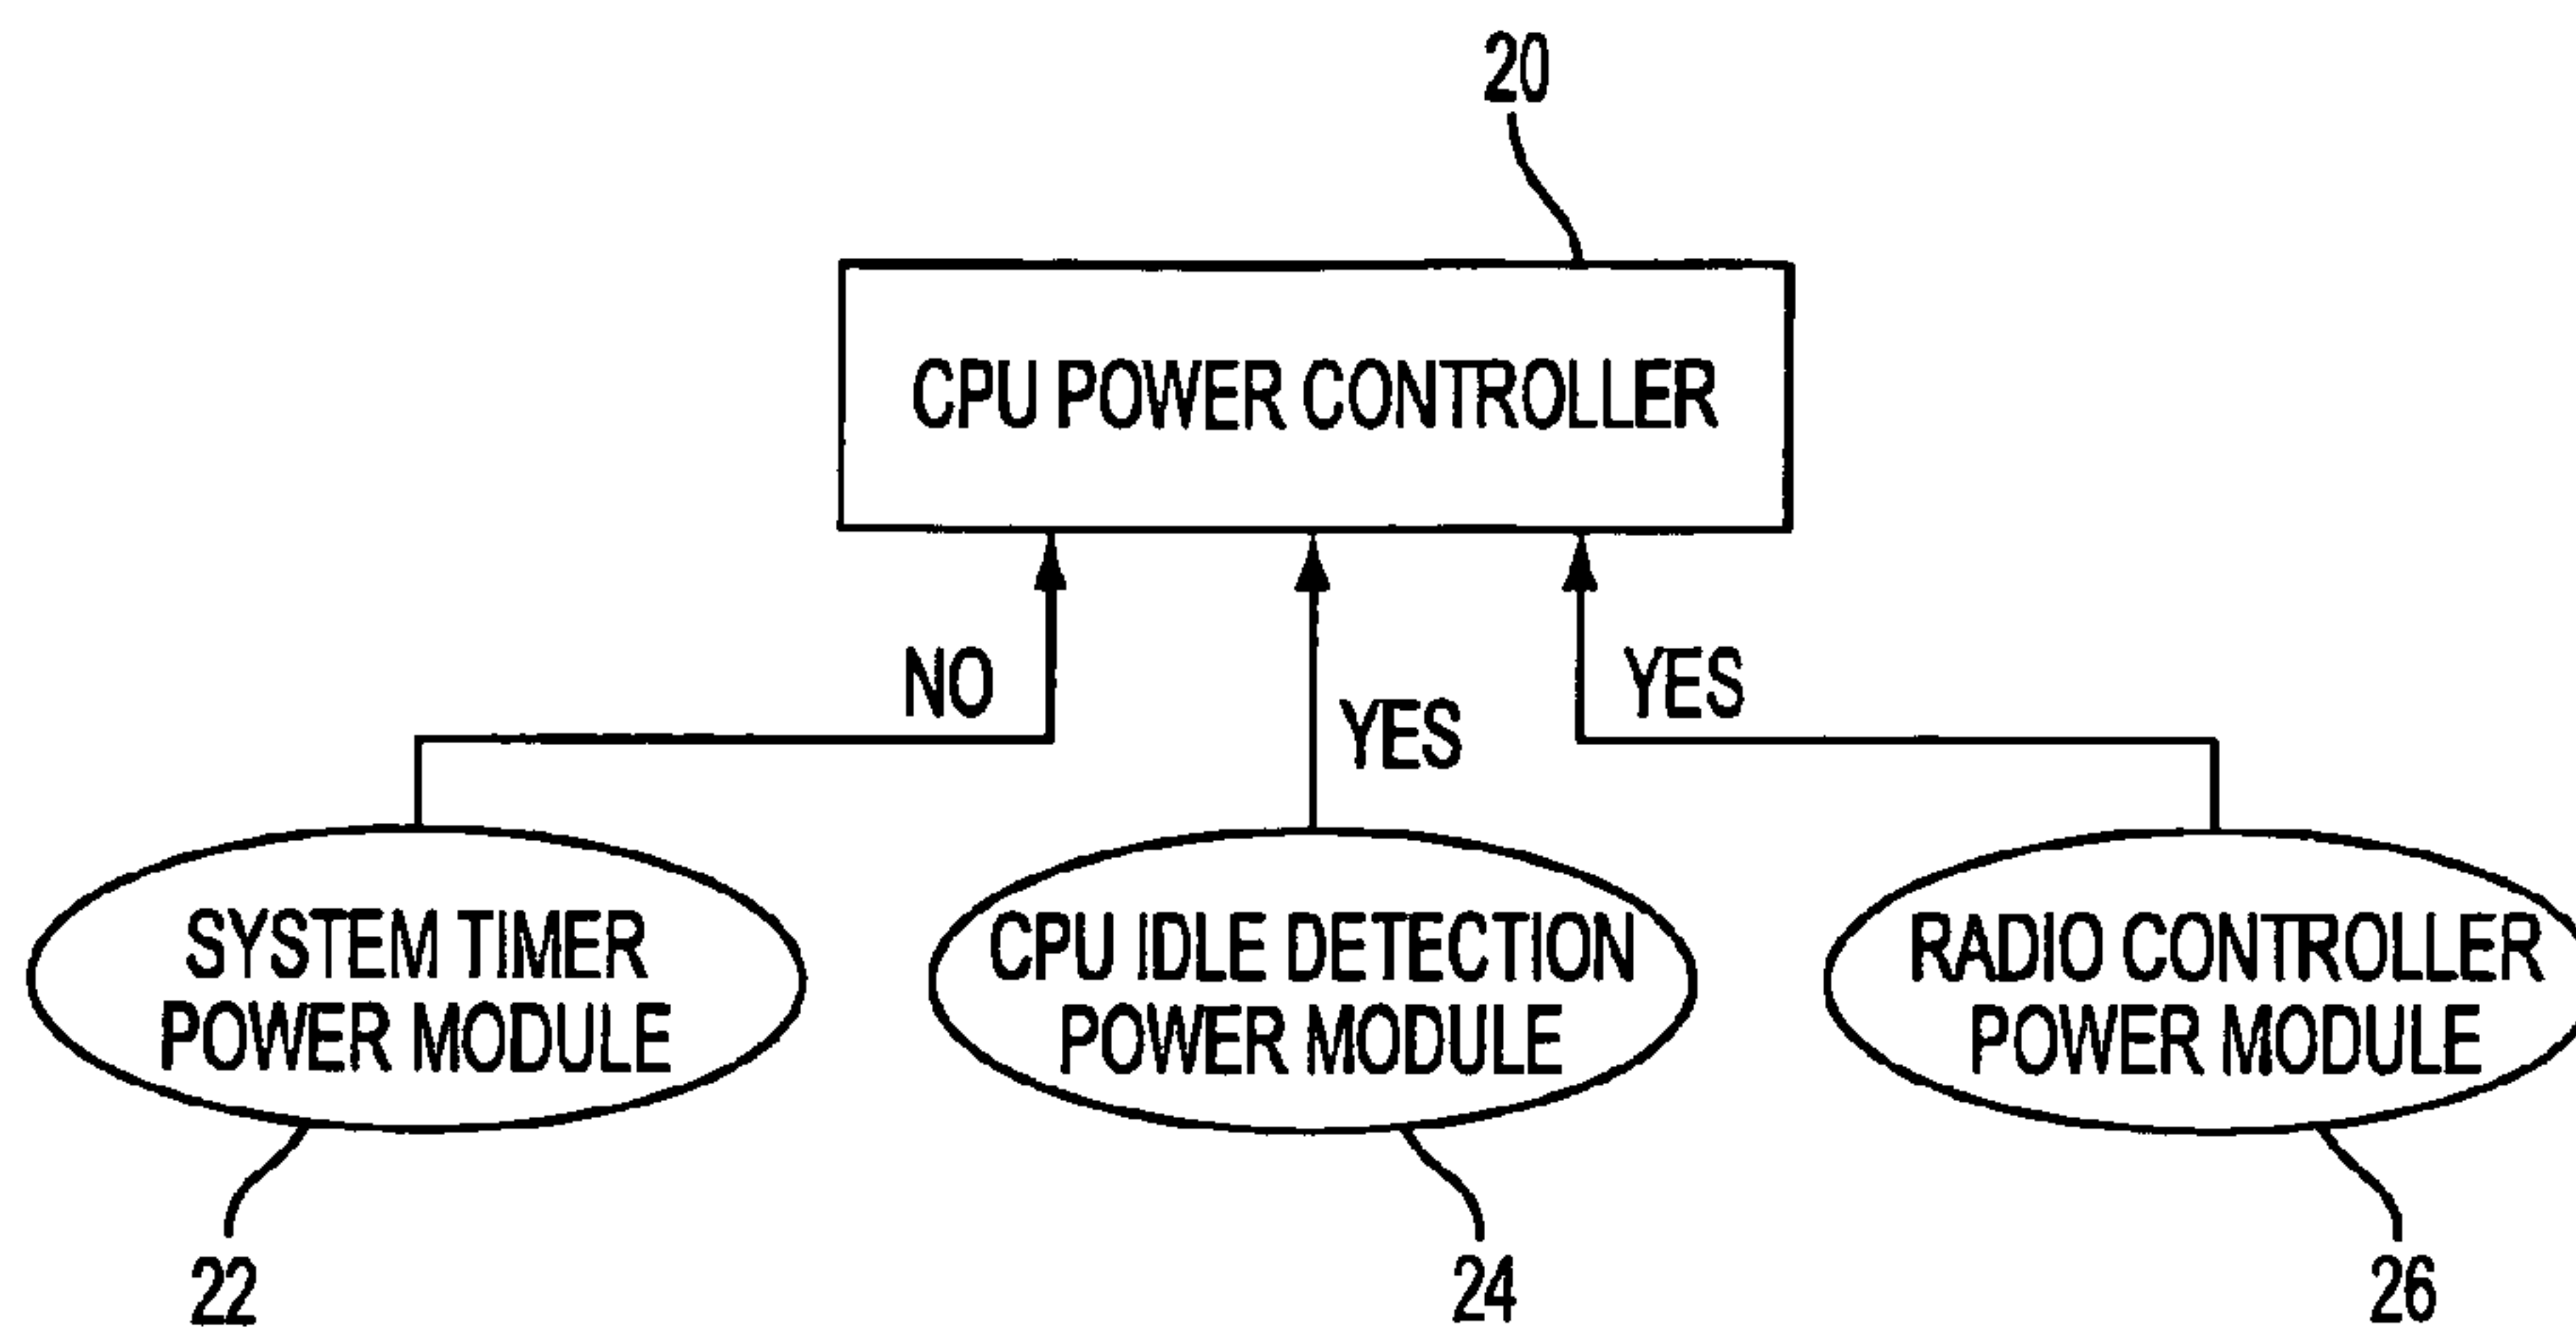 20
CPU POWER CONTROLLER
NO
YES
YES
SYSTEM TIMER
POWER MODULE
CPU IDLE DETECTION
POWER MODULE
RADIO CONTROLLER
POWER MODULE
22
24
26